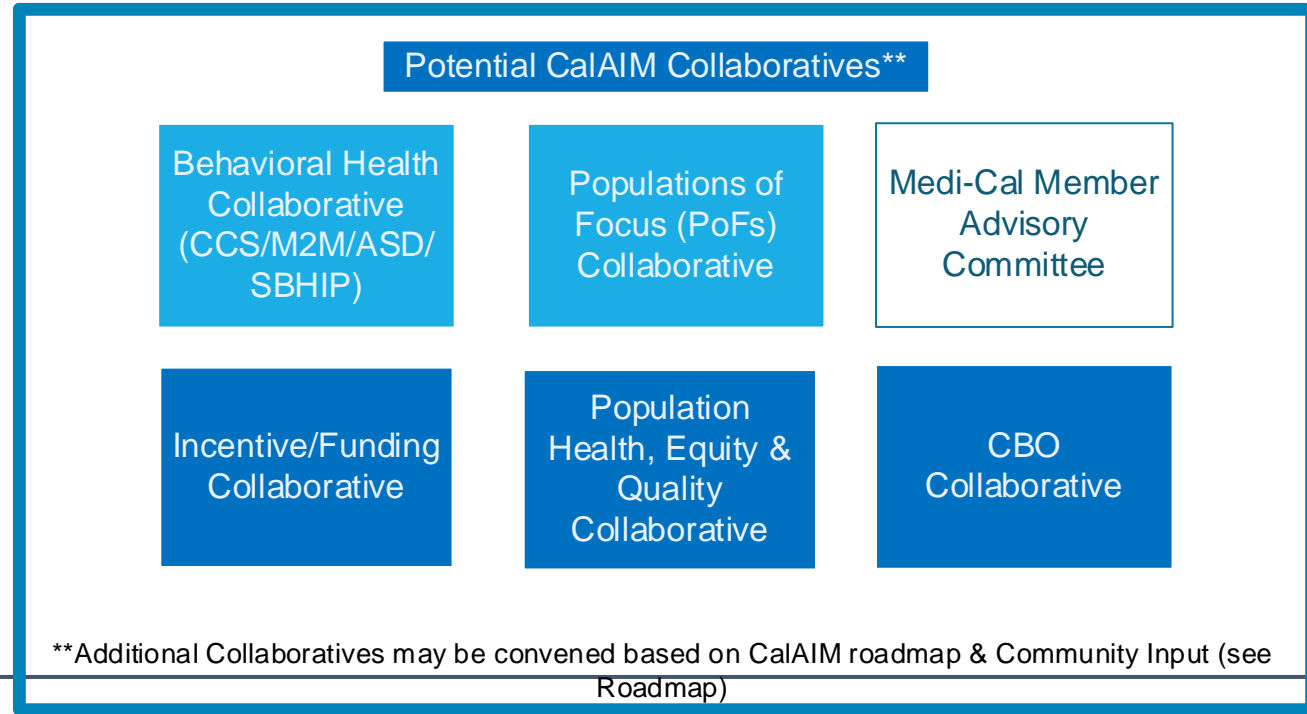 Potential CalAIM Collaboratives**
Behavioral Health
Collaborative
(CCS/M2M/ASD/
SBHIP)
Populations of
Focus (PoFs)
Collaborative
Medi-Cal Member
Advisory
Committee
Incentive/Funding
Collaborative
Population
Health, Equity &
Quality
Collaborative
CBO
Collaborative
**Additional Collaboratives may be convened based on CalAIM roadmap & Community Input (see
Roadmap)